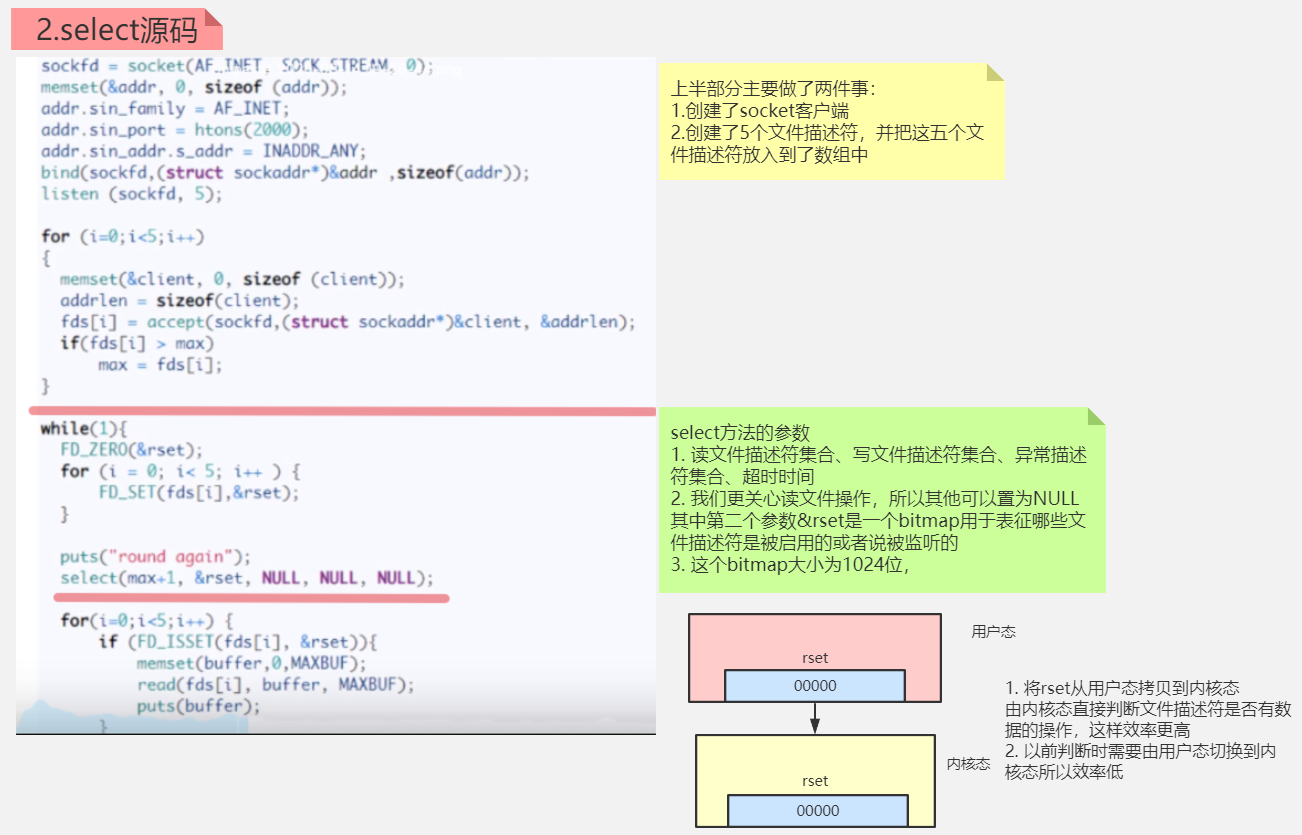 2.select源码
sockfd = socket(AF_INET, SOCK_STREAM, 0);
memset(&addr, 0, sizeof (addr));
addr.sin_family = AF_INET;
addr.sin_port = htons(2000);
addr.sin_addr.s_addr = INADDR_ANY;
bind(sockfd,(struct sockaddr*)&addr ,sizeof(addr));
listen (sockfd, 5);
for (i=0;i<5;i++)
{
memset(&client, 0, sizeof (client));
addrlen = sizeof(client);
fds[i] = accept(sockfd,(struct sockaddr*)&client, &addrlen);
if(fds[i] > max)
max = fds[i];
}
while(1){
FD_ZERO(&rset);
for (i = 0; i< 5; i++ ) {
FD_SET(fds[i],&rset);
}
puts("round again");
select(max+1, &rset, NULL, NULL, NULL);
for(i=0;i<5;i++) {
if (FD_ISSET(fds[i], &rset)){
memset(buffer,0,MAXBUF);
read(fds[i], buffer, MAXBUF);
puts(buffer);
}
上半部分主要做了两件事：
1.创建了socket客户端
2.创建了5个文件描述符，并把这五个文
件描述符放入到了数组中
select方法的参数
1. 读文件描述符集合、写文件描述符集合、异常描述
符集合、超时时间
2. 我们更关心读文件操作，所以其他可以置为NULL
其中第二个参数&rset是一个bitmap用于表征哪些文
件描述符是被启用的或者说被监听的
3. 这个bitmap大小为1024位，
用户态
rset
00000
内核态
rset
00000
1. 将rset从用户态拷贝到内核态
由内核态直接判断文件描述符是否有数
据的操作，这样效率更高
2. 以前判断时需要由用户态切换到内
核态所以效率低